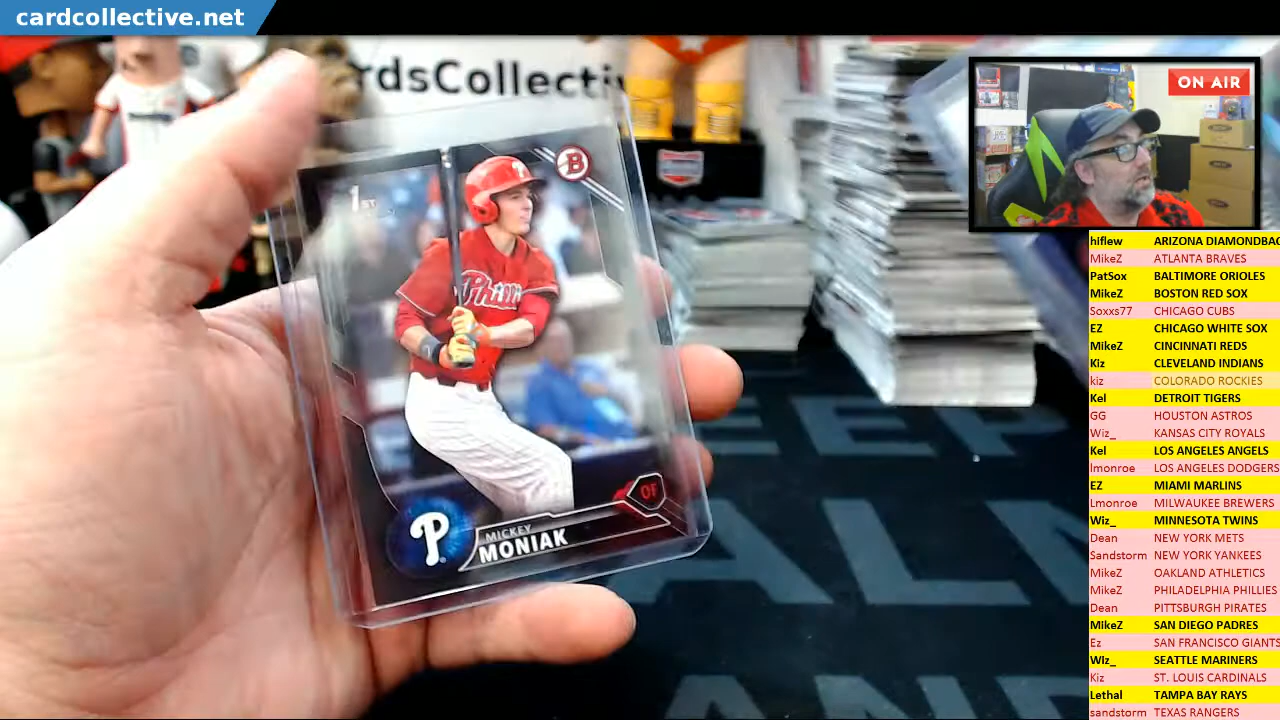 cardcollective.net
rdsCollectiv
ON AIR
1ST
B
Phillies
OF
P
MICKEY
MONIAK
EEP
ALM
hiflew ARIZONA DIAMONDBAC
MikeZ ATLANTA BRAVES
PatSox BALTIMORE ORIOLES
MikeZ BOSTON RED SOX
Soxxs77 CHICAGO CUBS
EZ CHICAGO WHITE SOX
MikeZ CINCINNATI REDS
Kiz CLEVELAND INDIANS
kiz COLORADO ROCKIES
Kel DETROIT TIGERS
GG HOUSTON ASTROS
Wiz_ KANSAS CITY ROYALS
Kel LOS ANGELES ANGELS
lmonroe LOS ANGELES DODGERS
EZ MIAMI MARLINS
Lmonroe MILWAUKEE BREWERS
Wiz_ MINNESOTA TWINS
Dean NEW YORK METS
Sandstorm NEW YORK YANKEES
MikeZ OAKLAND ATHLETICS
MikeZ PHILADELPHIA PHILLIES
Dean PITTSBURGH PIRATES
MikeZ SAN DIEGO PADRES
Ez SAN FRANCISCO GIANTS
Wiz_ SEATTLE MARINERS
Kiz ST. LOUIS CARDINALS
Lethal TAMPA BAY RAYS
sandstorm TEXAS RANGERS